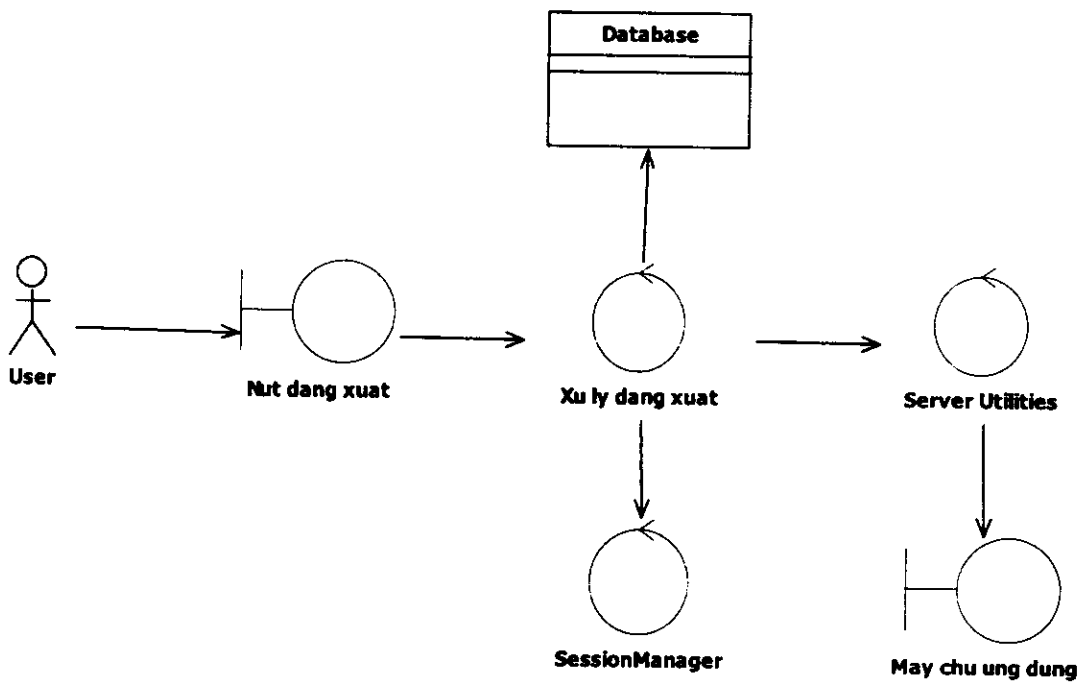 Database
User
Nut dang xuat
Xu ly dang xuat
Server Utilities
SessionManager
May chu ung dung